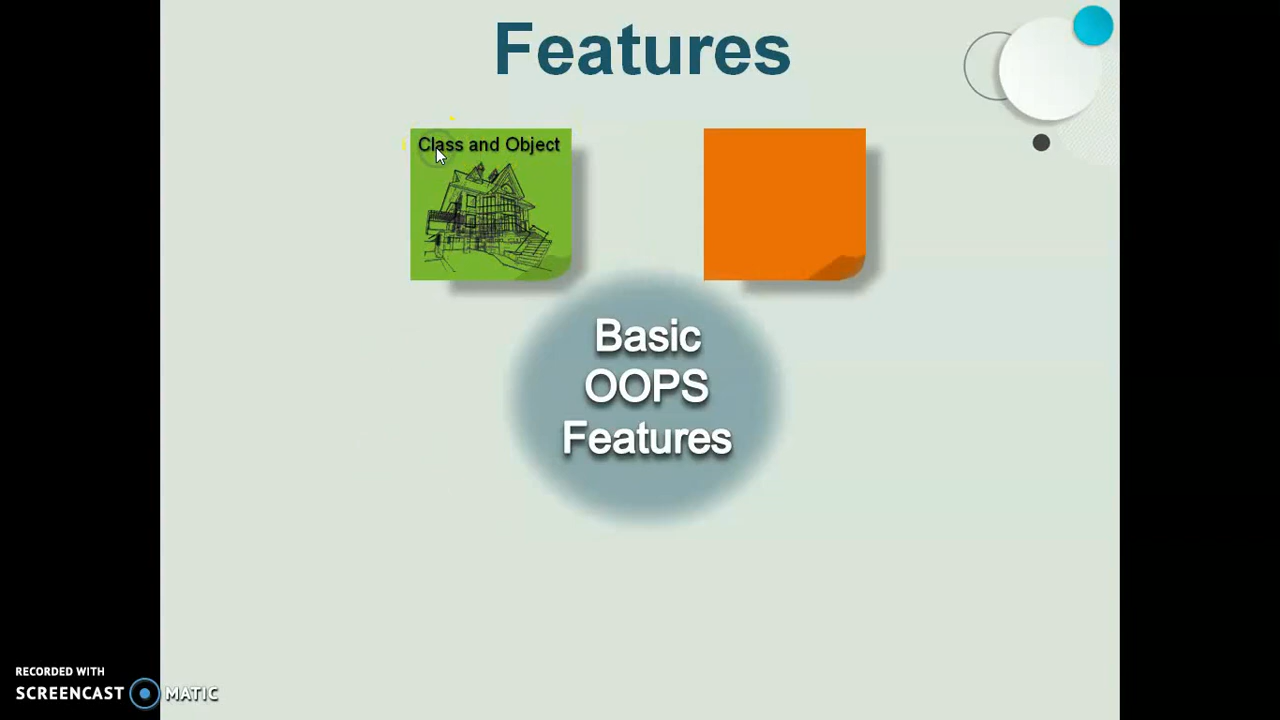 Features
Class and Object
Basic
OOPS
Features
RECORDED WITH
SCREENCAST MATIC